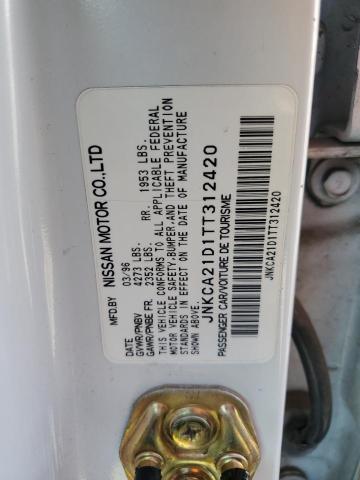 MFD.BY NISSAN MOTOR CO.,LTD
DATE 03/96
GVWR/PNBV 4273 LBS.
GAWR/PNBE FR. 2352 LBS. RR. 1953 LBS.
THIS VEHICLE CONFORMS TO ALL APPLICABLE FEDERAL
MOTOR VEHICLE SAFETY,BUMPER,AND THEFT PREVENTION
STANDARDS IN EFFECT ON THE DATE OF MANUFACTURE
SHOWN ABOVE.
JNKCA21D1TT312420
PASSENGER CAR/VOITURE DE TOURISME
JNKCA21D1TT312420